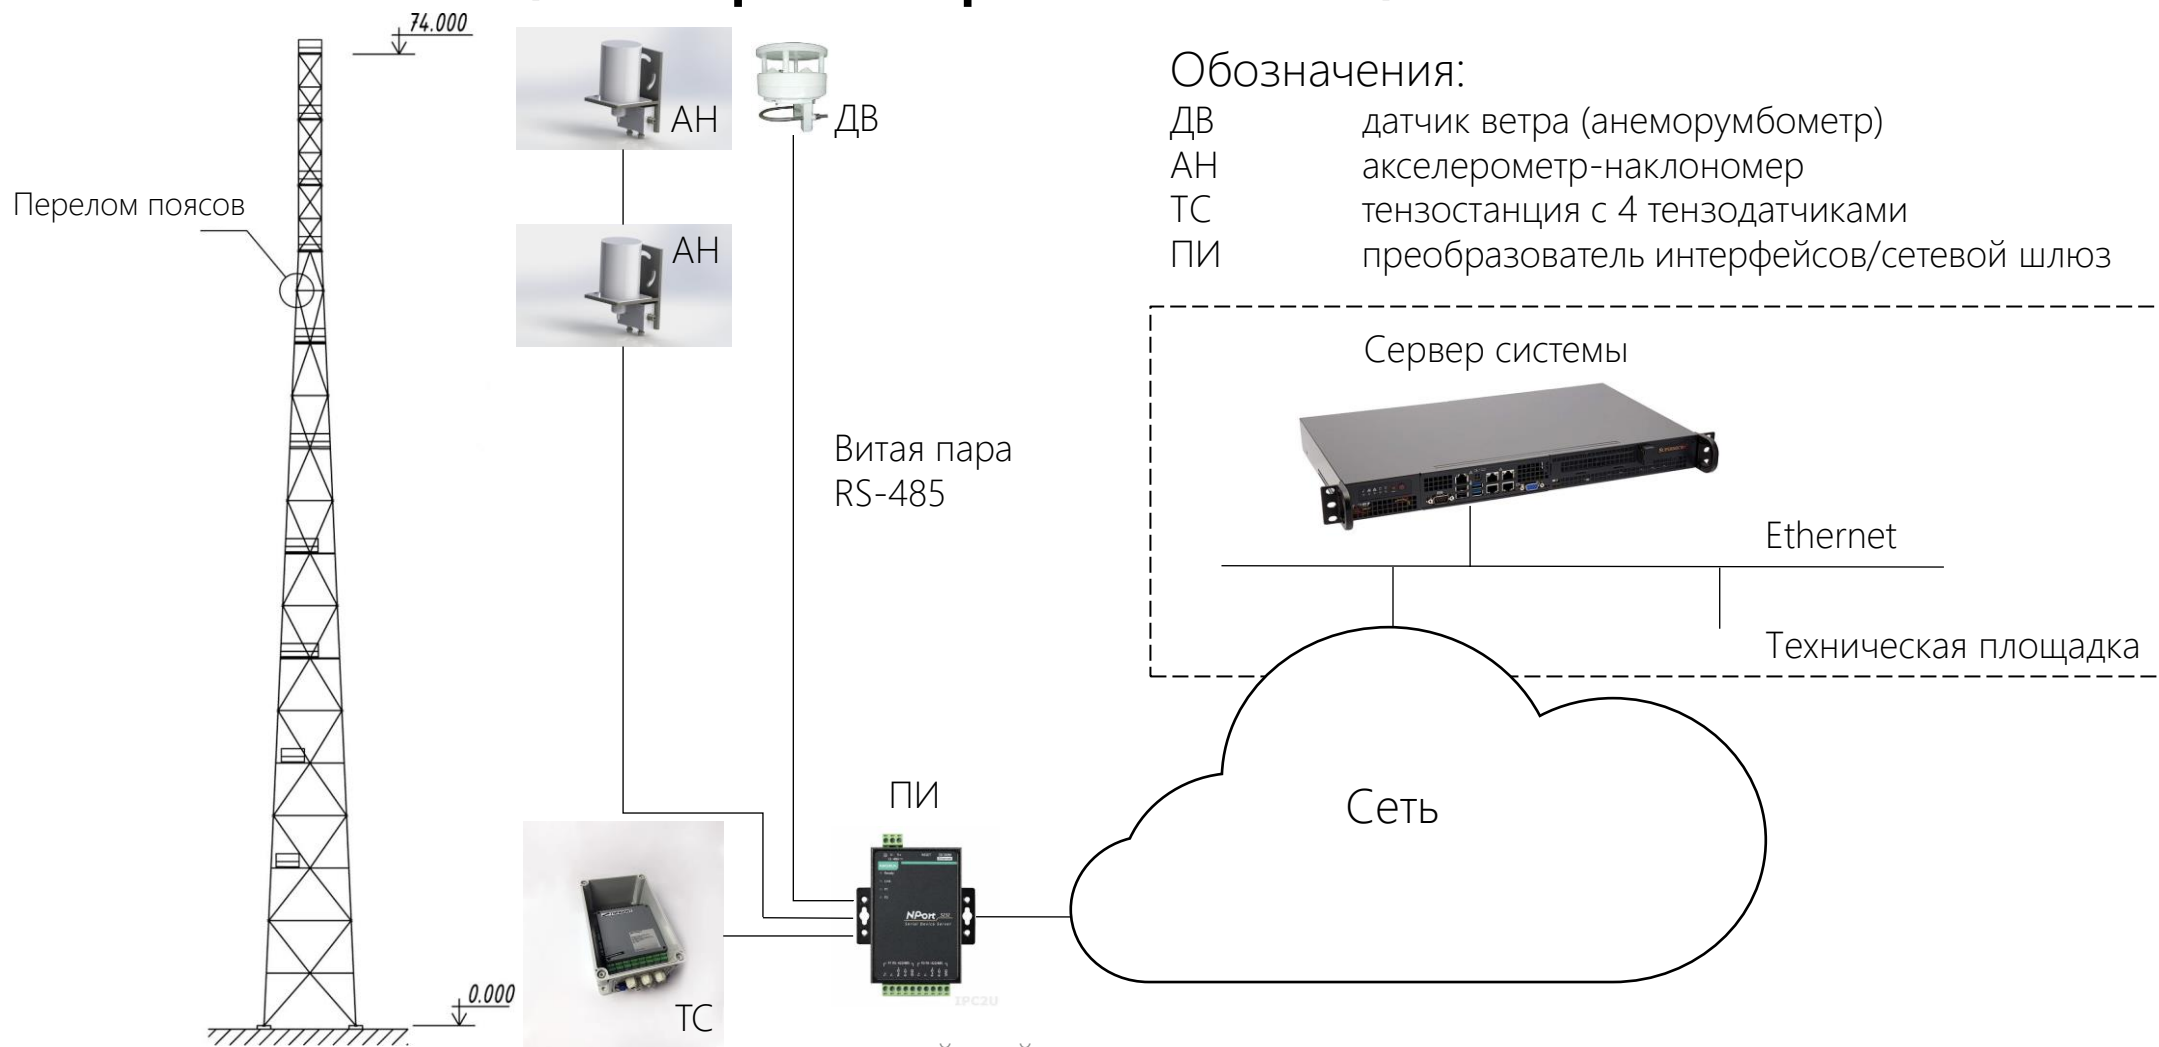 74.000
Перелом поясов
0.000
АН
ДВ
АН
Витая пара
RS-485
ПИ
NPort
IPC2U
ТС
Обозначения:
ДВ датчик ветра (анеморумбометр)
АН акселерометр-наклономер
ТС тензостанция с 4 тензодатчиками
ПИ преобразователь интерфейсов/сетевой шлюз
Сервер системы
Ethernet
Техническая площадка
Сеть